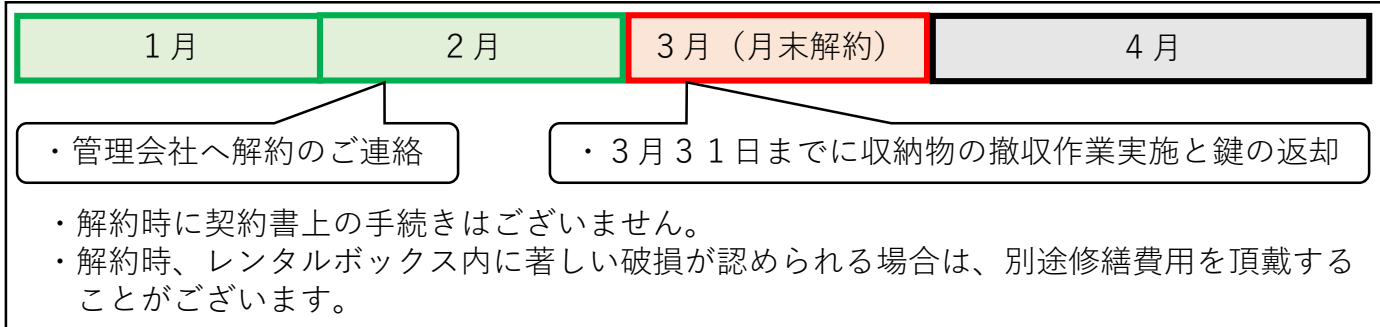 １月
２月
３月（月末解約）
４月
・管理会社へ解約のご連絡
・３月３１日までに収納物の撤収作業実施と鍵の返却
・解約時に契約書上の手続きはございません。
・解約時、レンタルボックス内に著しい破損が認められる場合は、別途修繕費用を頂戴する
ことがございます。